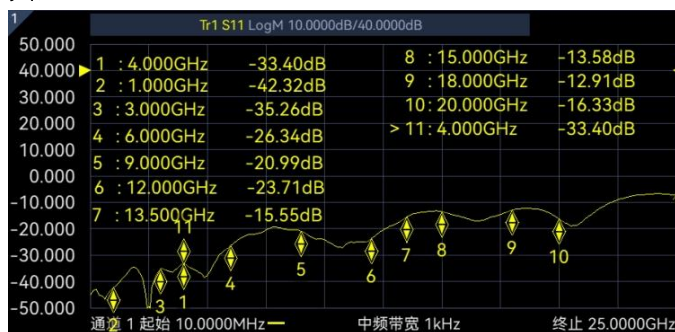 1
Tr1 S11 LogM 10.0000dB/40.0000dB
50.000
40.000
30.000
20.000
10.000
0.000
-10.000
-20.000
-30.000
-40.000
-50.000
1 : 4.000GHz -33.40dB
2 : 1.000GHz -42.32dB
3 : 3.000GHz -35.26dB
4 : 6.000GHz -26.34dB
5 : 9.000GHz -20.99dB
6 : 12.000GHz -23.71dB
7 : 13.500GHz -15.55dB
8 : 15.000GHz -13.58dB
9 : 18.000GHz -12.91dB
10: 20.000GHz -16.33dB
> 11: 4.000GHz -33.40dB
11
2
3
1
4
5
6
7
8
9
10
通道 1 起始 10.0000MHz
中频带宽 1kHz
终止 25.0000GHz